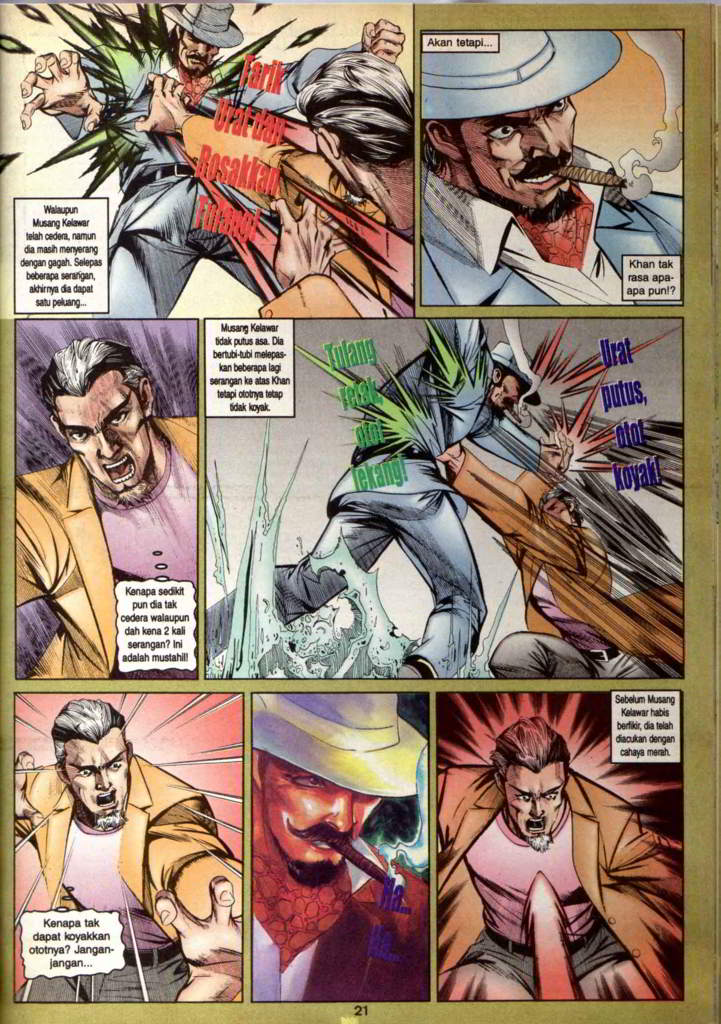 Tarik
Urat dan
Rosakkan
Tulang!
Walaupun
Musang Kelawar
telah cedera, namun
dia masih menyerang
dengan gagah. Selepas
beberapa serangan,
akhirnya dia dapat
satu peluang...
Akan tetapi...
Khan tak
rasa apa-
apa pun!?
Kenapa sedikit
pun dia tak
cedera walaupun
dah kena 2 kali
serangan? Ini
adalah mustahil!
Musang Kelawar
tidak putus asa. Dia
bertubi-tubi melepas-
kan beberapa lagi
serangan ke atas Khan
tetapi ototnya tetap
tidak koyak.
Tulang
retak,
otot
lekang!
Urat
putus,
otot
koyak!
Kenapa tak
dapat koyakkan
ototnya? Jangan-
jangan...
Ha...
Ha...
Sebelum Musang
Kelawar habis
berfikir, dia telah
diacukan dengan
cahaya merah.
21